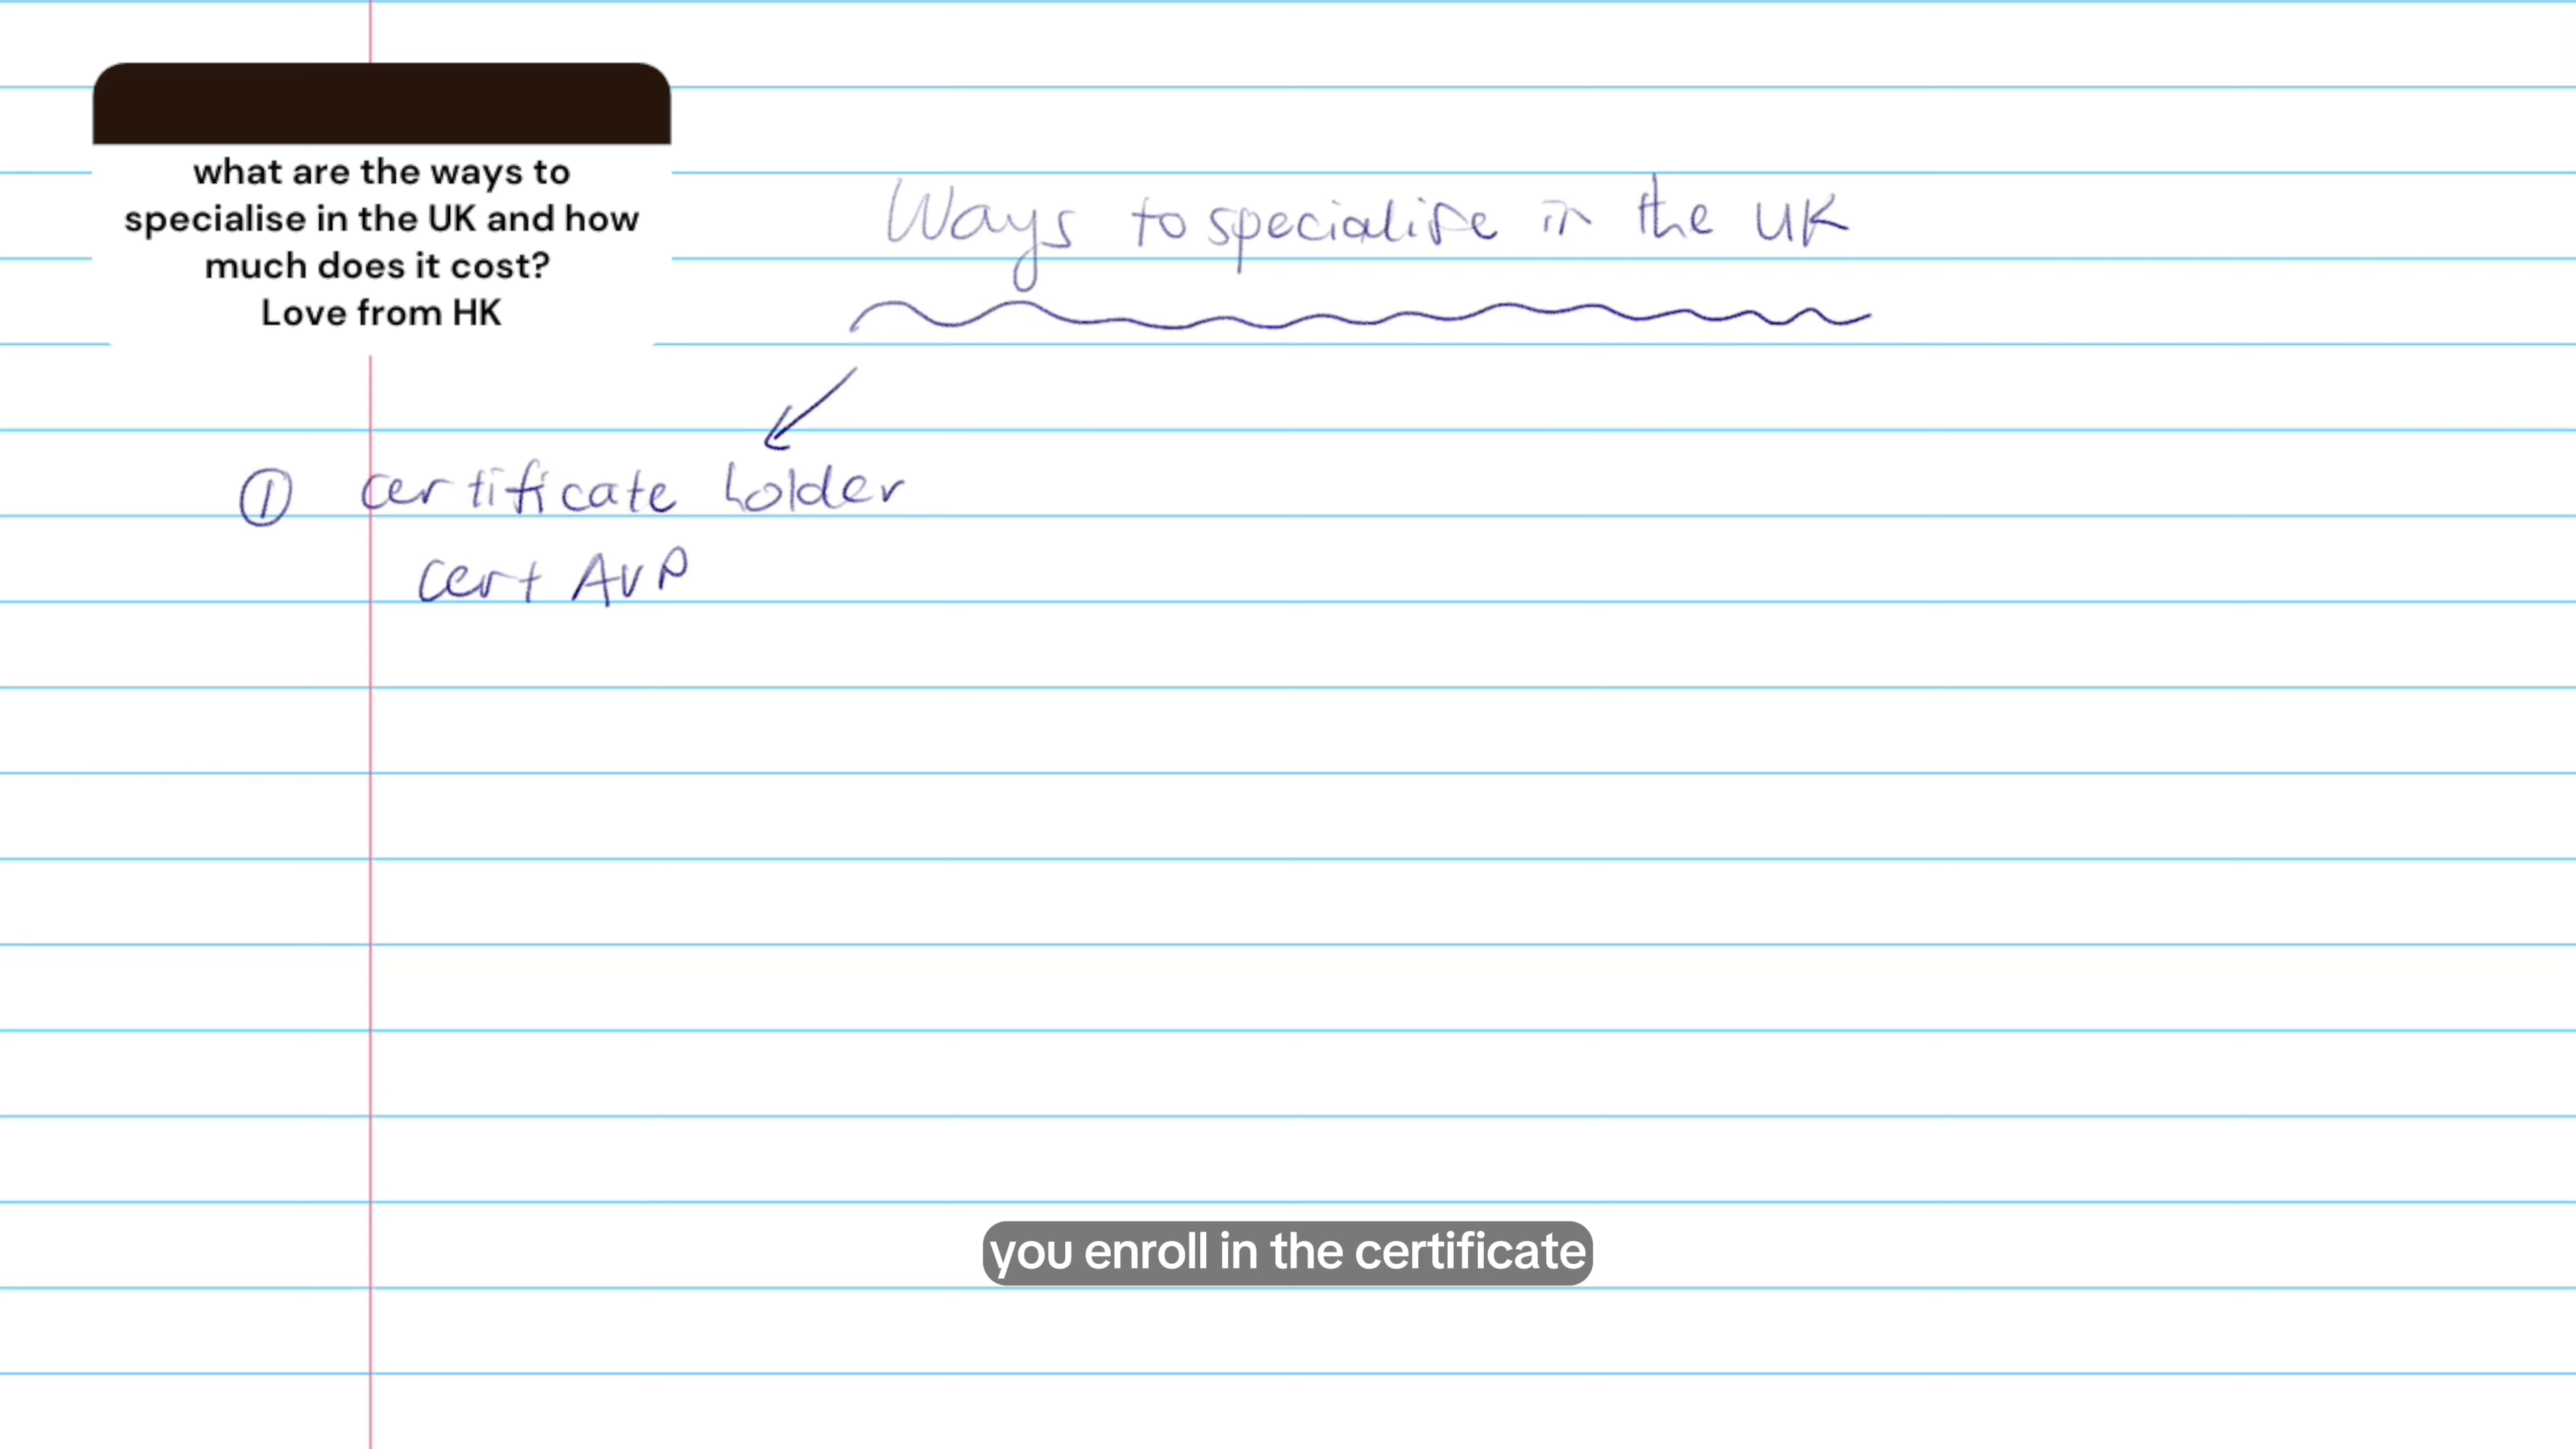 what are the ways to
specialise in the UK and how
much does it cost?
Love from HK
Ways to specialise in the UK
① certificate holder
cert AVP
you enroll in the certificate